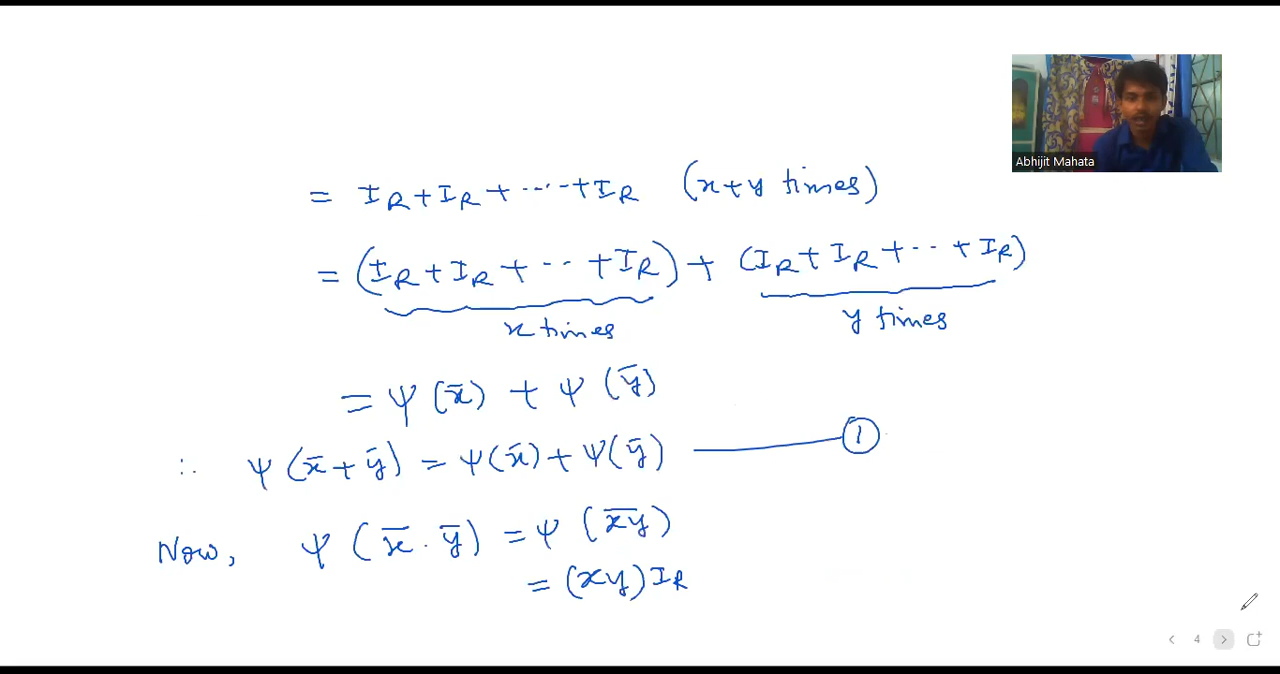 Abhijit Mahata
= I_R + I_R + ..... + I_R (x+y times)
= (I_R + I_R + .. .. + I_R) + (I_R + I_R + .. .. + I_R)
x times y times
= Ψ(x̄) + Ψ(ȳ)
∴ Ψ(x̄ + ȳ) = Ψ(x̄) + Ψ(ȳ) —— ①
Now, Ψ(x̄ · ȳ) = Ψ(x̅y̅)
= (xy) I_R
4